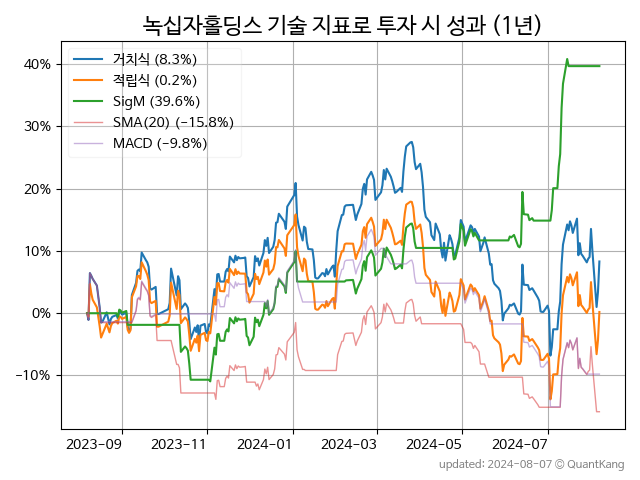 녹십자홀딩스 기술 지표로 투자 시 성과 (1년)
거치식 (8.3%)
적립식 (0.2%)
SigM (39.6%)
SMA(20) (−15.8%)
MACD (−9.8%)
40%
30%
20%
10%
0%
−10%
2023-09 2023-11 2024-01 2024-03 2024-05 2024-07
updated: 2024-08-07 © QuantKang